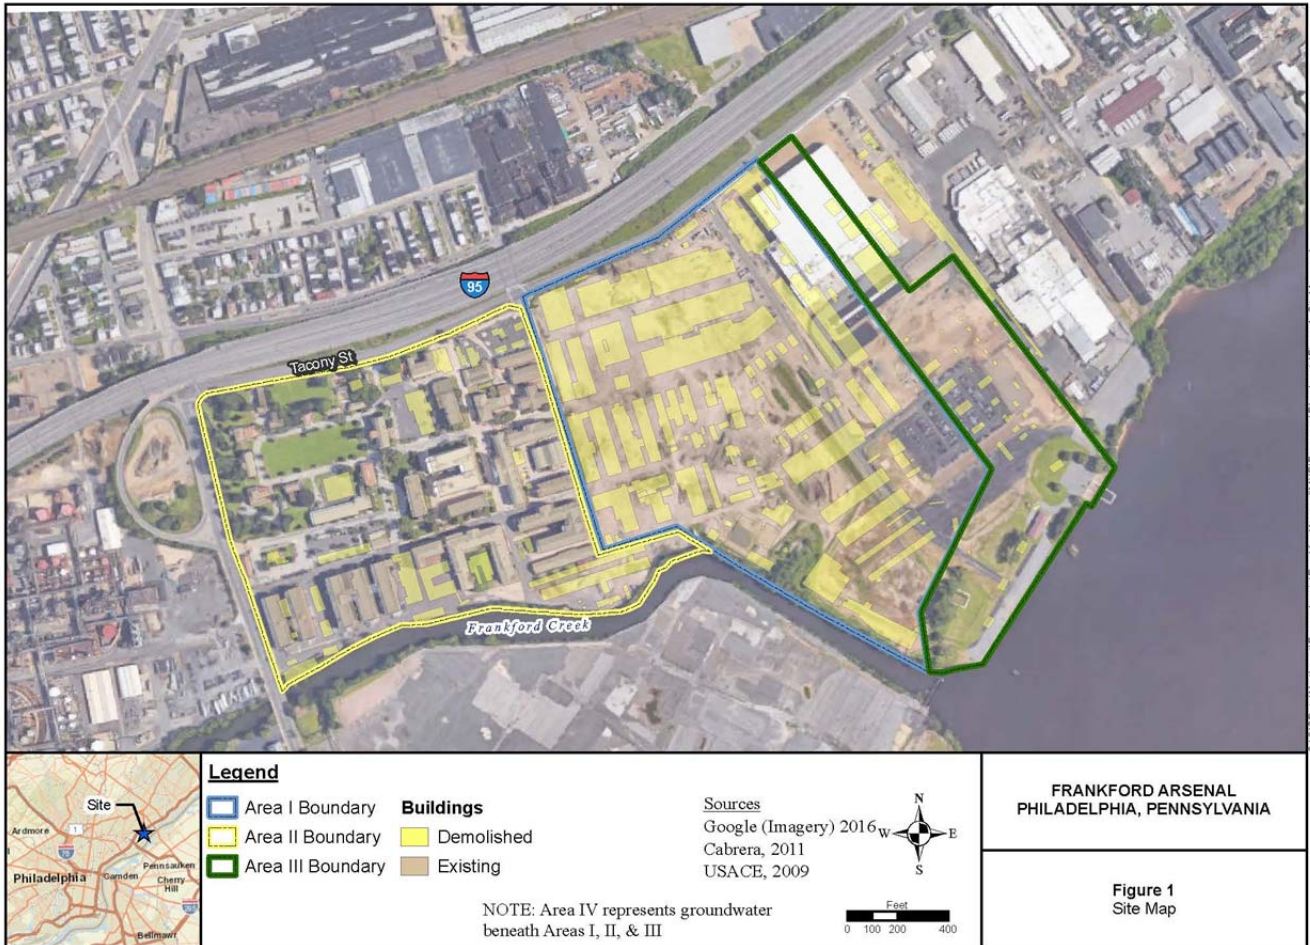 95
Tacony St
Frankford Creek
Site
Ardmore
1
76
Pennsauken
Philadelphia
Camden
Cherry
Hill
Bellmawr
Legend
Area I Boundary
Area II Boundary
Area III Boundary
Buildings
Demolished
Existing
NOTE: Area IV represents groundwater
beneath Areas I, II, & III
Sources
Google (Imagery) 2016
Cabrera, 2011
USACE, 2009
N
W
E
S
Feet
0 100 200 400
FRANKFORD ARSENAL
PHILADELPHIA, PENNSYLVANIA
Figure 1
Site Map